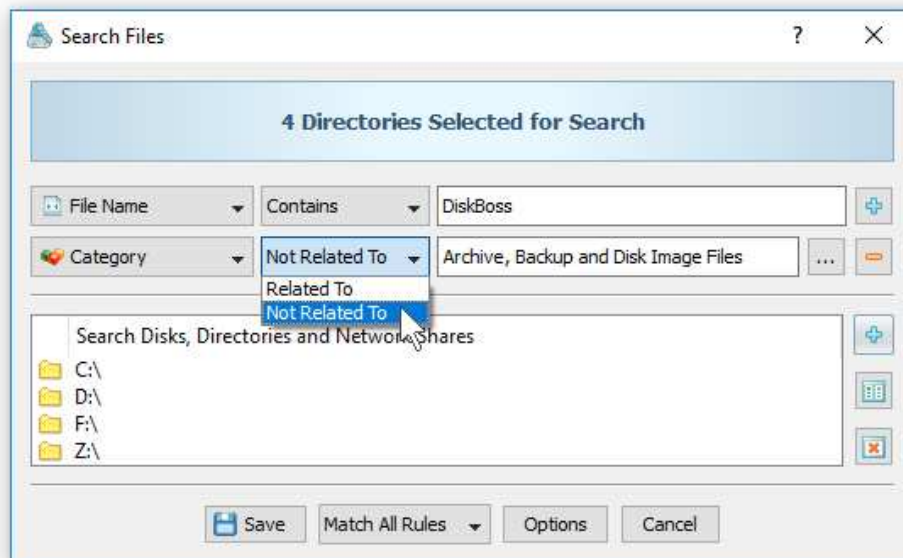 Search Files ?
4 Directories Selected for Search
File Name Contains DiskBoss
Category Not Related To Archive, Backup and Disk Image Files ...
Related To
Not Related To
Search Disks, Directories and Network Shares
C:\
D:\
F:\
Z:\
Save Match All Rules Options Cancel